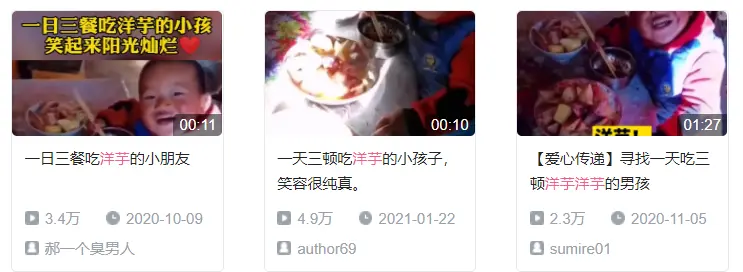 一日三餐吃洋芋的小孩
笑起来阳光灿烂
00:11
一日三餐吃洋芋的小朋友
3.4万
2020-10-09
郝一个臭男人
00:10
一天三顿吃洋芋的小孩子，
笑容很纯真。
4.9万
2021-01-22
author69
洋芋!
01:27
【爱心传递】寻找一天吃三
顿洋芋洋芋的男孩
2.3万
2020-11-05
sumire01